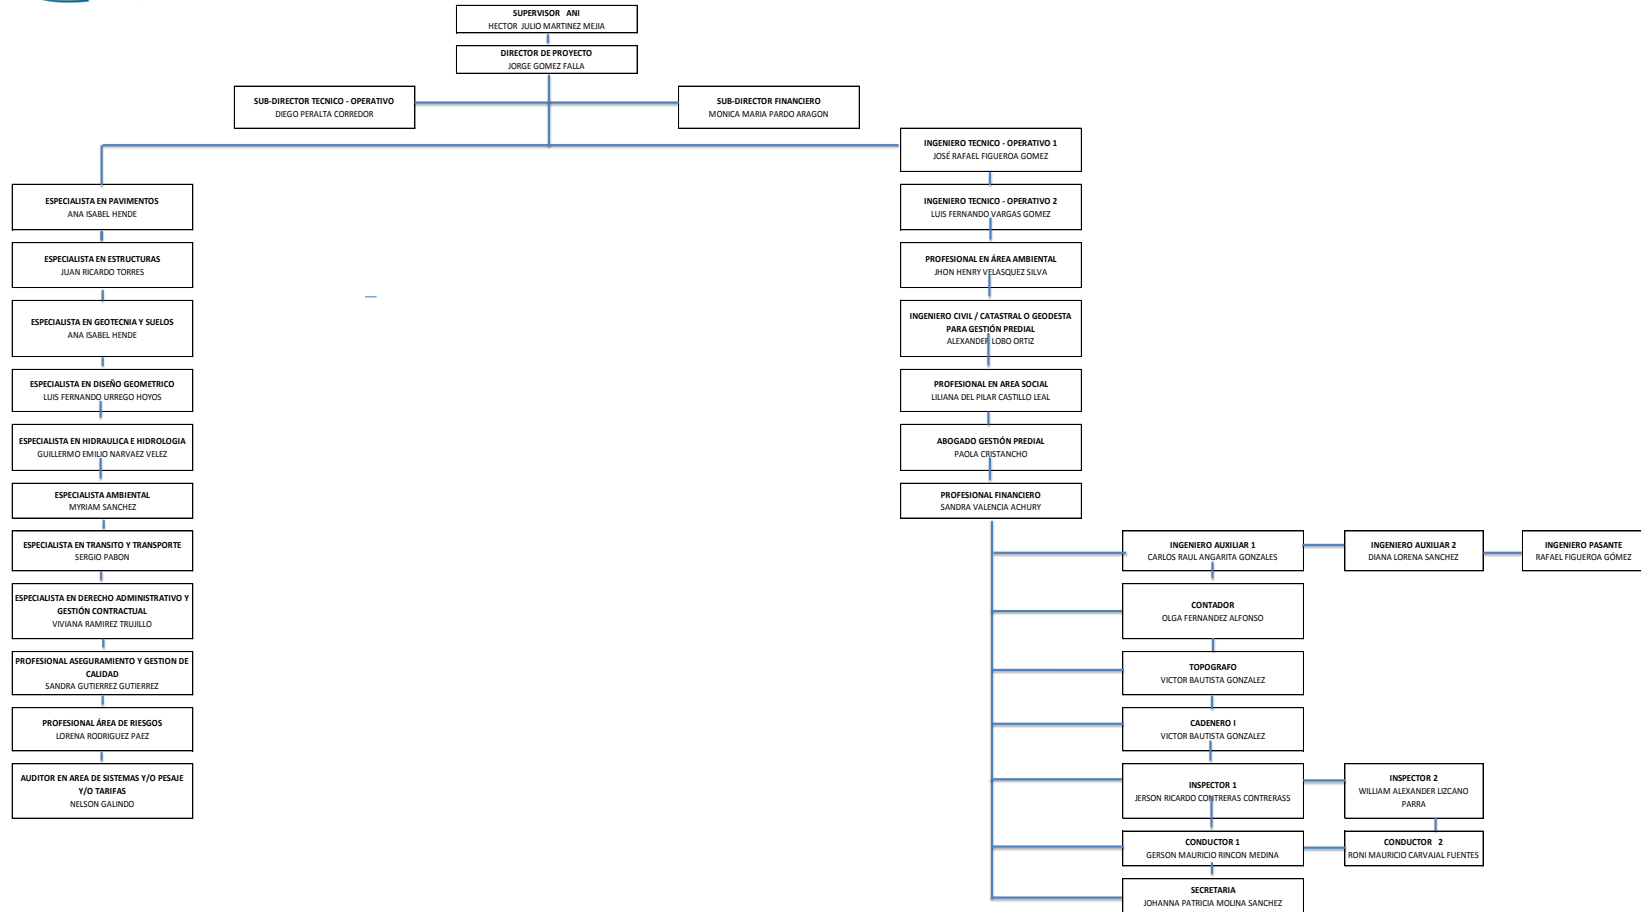 SUPERVISOR ANI
HECTOR JULIO MARTINEZ MEJIA
DIRECTOR DE PROYECTO
JORGE GOMEZ FALLA
SUB-DIRECTOR TECNICO - OPERATIVO
DIEGO PERALTA CORREDOR
SUB-DIRECTOR FINANCIERO
MONICA MARIA PARDO ARAGON
ESPECIALISTA EN PAVIMENTOS
ANA ISABEL HENDE
ESPECIALISTA EN ESTRUCTURAS
JUAN RICARDO TORRES
ESPECIALISTA EN GEOTECNIA Y SUELOS
ANA ISABEL HENDE
ESPECIALISTA EN DISEÑO GEOMETRICO
LUIS FERNANDO URREGO HOYOS
ESPECIALISTA EN HIDRAULICA E HIDROLOGIA
GUILLERMO EMILIO NARVAEZ VELEZ
ESPECIALISTA AMBIENTAL
MYRIAM SANCHEZ
ESPECIALISTA EN TRANSITO Y TRANSPORTE
SERGIO PABON
ESPECIALISTA EN DERECHO ADMINISTRATIVO Y
GESTIÓN CONTRACTUAL
VIVIANA RAMIREZ TRUJILLO
PROFESIONAL ASEGURAMIENTO Y GESTION DE
CALIDAD
SANDRA GUTIERREZ GUTIERREZ
PROFESIONAL ÁREA DE RIESGOS
LORENA RODRIGUEZ PAEZ
AUDITOR EN AREA DE SISTEMAS Y/O PESAJE
Y/O TARIFAS
NELSON GALINDO
INGENIERO TECNICO - OPERATIVO 1
JOSÉ RAFAEL FIGUEROA GOMEZ
INGENIERO TECNICO - OPERATIVO 2
LUIS FERNANDO VARGAS GOMEZ
PROFESIONAL EN ÁREA AMBIENTAL
JHON HENRY VELASQUEZ SILVA
INGENIERO CIVIL / CATASTRAL O GEODESTA
PARA GESTIÓN PREDIAL
ALEXANDER LOBO ORTIZ
PROFESIONAL EN AREA SOCIAL
LILIANA DEL PILAR CASTILLO LEAL
ABOGADO GESTIÓN PREDIAL
PAOLA CRISTANCHO
PROFESIONAL FINANCIERO
SANDRA VALENCIA ACHURY
INGENIERO AUXILIAR 1
CARLOS RAUL ANGARITA GONZALES
INGENIERO AUXILIAR 2
DIANA LORENA SANCHEZ
INGENIERO PASANTE
RAFAEL FIGUEROA GÓMEZ
CONTADOR
OLGA FERNANDEZ ALFONSO
TOPOGRAFO
VICTOR BAUTISTA GONZALEZ
CADENERO I
VICTOR BAUTISTA GONZALEZ
INSPECTOR 1
JERSON RICARDO CONTRERAS CONTRERASS
INSPECTOR 2
WILLIAM ALEXANDER LIZCANO
PARRA
CONDUCTOR 1
GERSON MAURICIO RINCON MEDINA
CONDUCTOR 2
RONI MAURICIO CARVAJAL FUENTES
SECRETARIA
JOHANNA PATRICIA MOLINA SANCHEZ